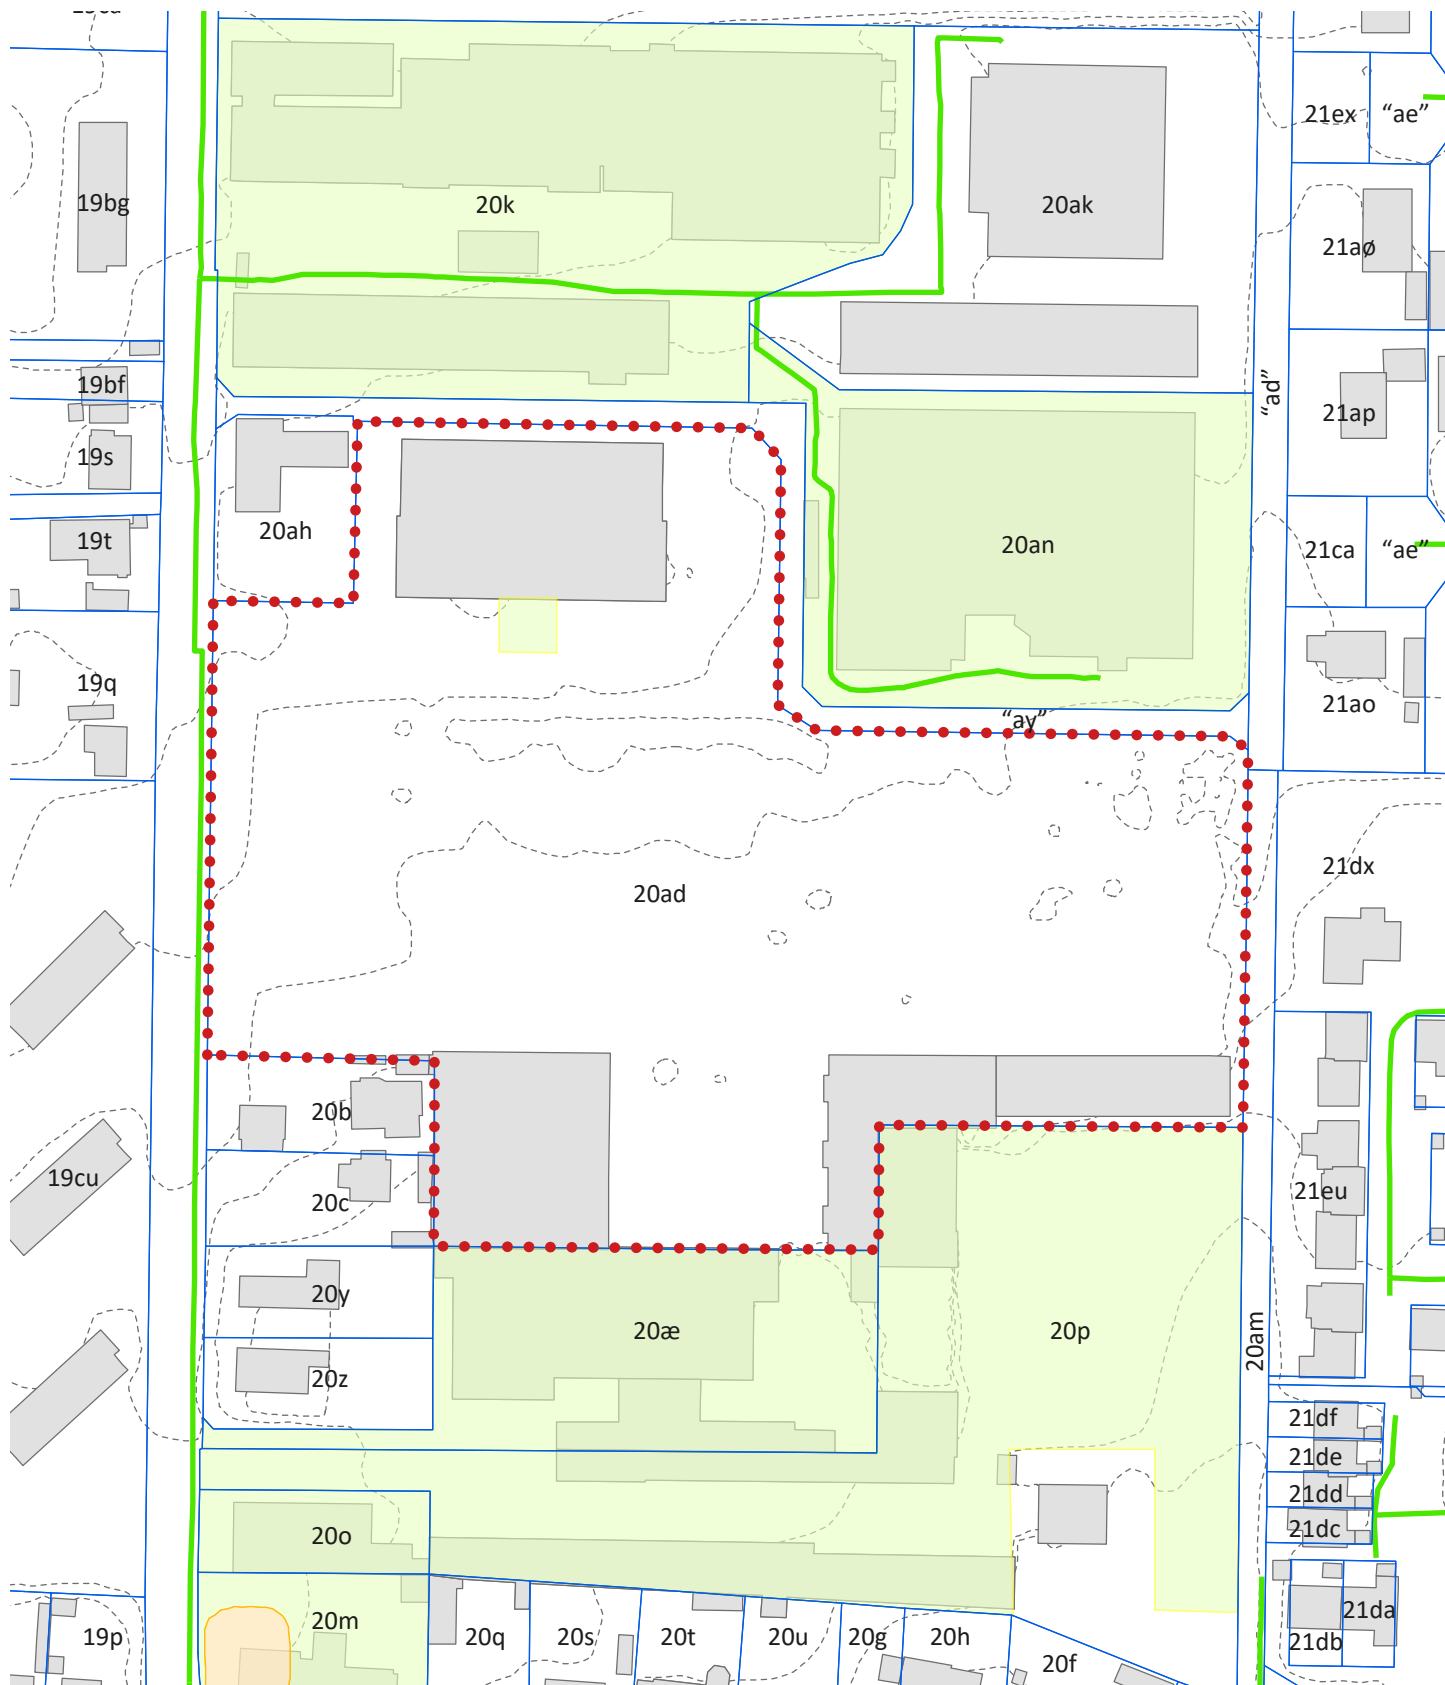 21ex
“ae”
19bg
20k
20ak
21aø
19bf
“ad”
21ap
19s
20ah
19t
20an
21ca
“ae”
19q
21ao
“ay”
20ad
21dx
20b
19cu
20c
21eu
20y
20æ
20p
20am
20z
21df
21de
21dd
21dc
20o
20m
21da
19p
20q
20s
20t
20u
20g
20h
21db
20f